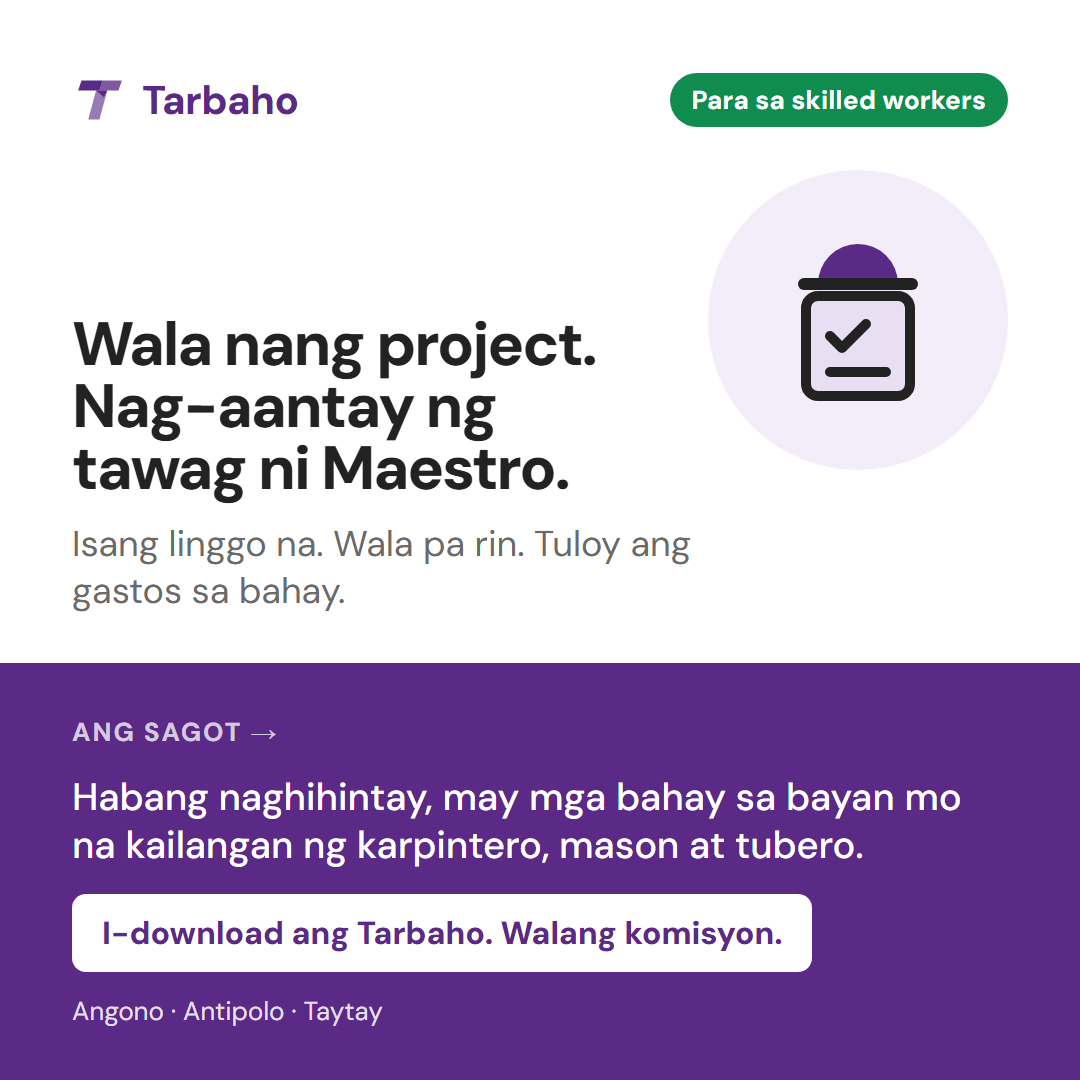 Tarbaho
Para sa skilled workers
Wala nang project.
Nag-aantay ng
tawag ni Maestro.
Isang linggo na. Wala pa rin. Tuloy ang
gastos sa bahay.
ANG SAGOT →
Habang naghihintay, may mga bahay sa bayan mo
na kailangan ng karpintero, mason at tubero.
I-download ang Tarbaho. Walang komisyon.
Angono · Antipolo · Taytay